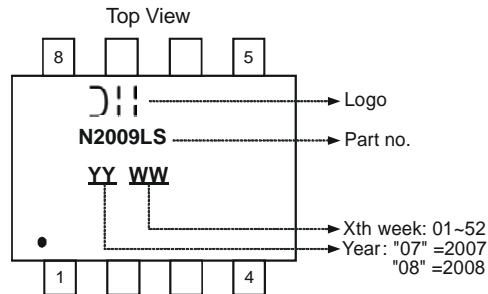 Top View
8 5
Logo
N2009LS
Part no.
YY WW
Xth week: 01~52
Year: "07" =2007
"08" =2008
1 4